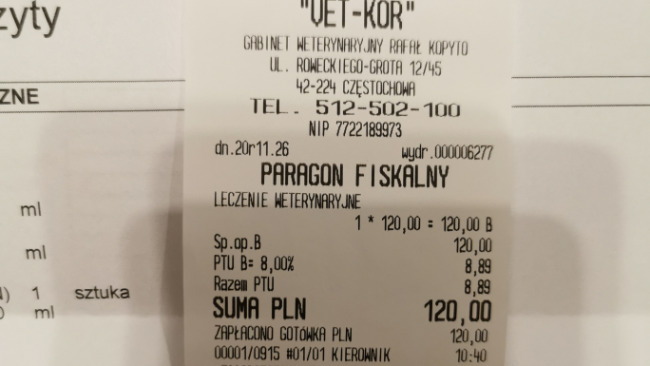 zyty
ZNE
ml
ml
1 sztuka
ml
"VET-KOR"
GABINET WETERYNARYJNY RAFAŁ KOPYTO
UL. ROWECKIEGO-GROTA 12/45
42-224 CZĘSTOCHOWA
TEL. 512-502-100
NIP 7722189973
dn.20r11.26 wydr.000006277
PARAGON FISKALNY
LECZENIE WETERYNARYJNE
1 * 120,00 = 120,00 B
Sp.op.B 120,00
PTU B= 8,00% 8,89
Razem PTU 8,89
SUMA PLN 120,00
ZAPŁACONO GOTÓWKA PLN 120,00
00001/0915 #01/01 KIEROWNIK 10:40